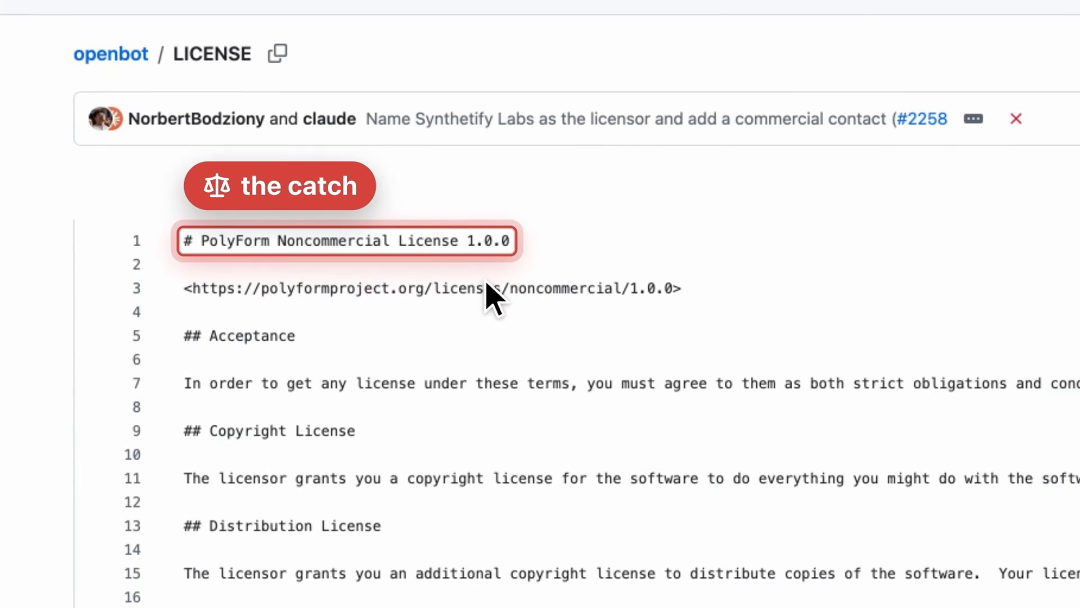 openbot / LICENSE
NorbertBodziony and claude Name Synthetify Labs as the licensor and add a commercial contact (#2258
the catch
1 # PolyForm Noncommercial License 1.0.0
2
3 <https://polyformproject.org/licenses/noncommercial/1.0.0>
4
5 ## Acceptance
6
7 In order to get any license under these terms, you must agree to them as both strict obligations and conc
8
9 ## Copyright License
10
11 The licensor grants you a copyright license for the software to do everything you might do with the softw
12
13 ## Distribution License
14
15 The licensor grants you an additional copyright license to distribute copies of the software. Your licen
16